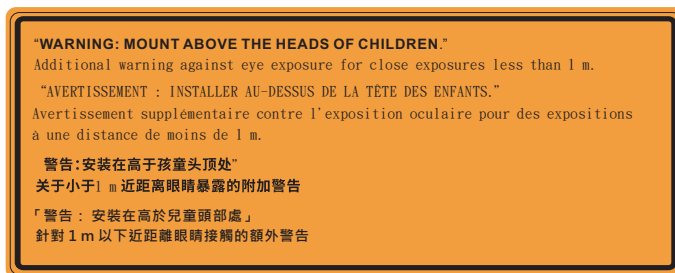 “WARNING: MOUNT ABOVE THE HEADS OF CHILDREN.”
Additional warning against eye exposure for close exposures less than 1 m.
“AVERTISSEMENT : INSTALLER AU-DESSUS DE LA TÊTE DES ENFANTS.”
Avertissement supplémentaire contre l'exposition oculaire pour des expositions
à une distance de moins de 1 m.
警告:安装在高于孩童头顶处”
关于小于1 m 近距离眼睛暴露的附加警告
「警告： 安裝在高於兒童頭部處」
針對 1 m 以下近距離眼睛接觸的額外警告